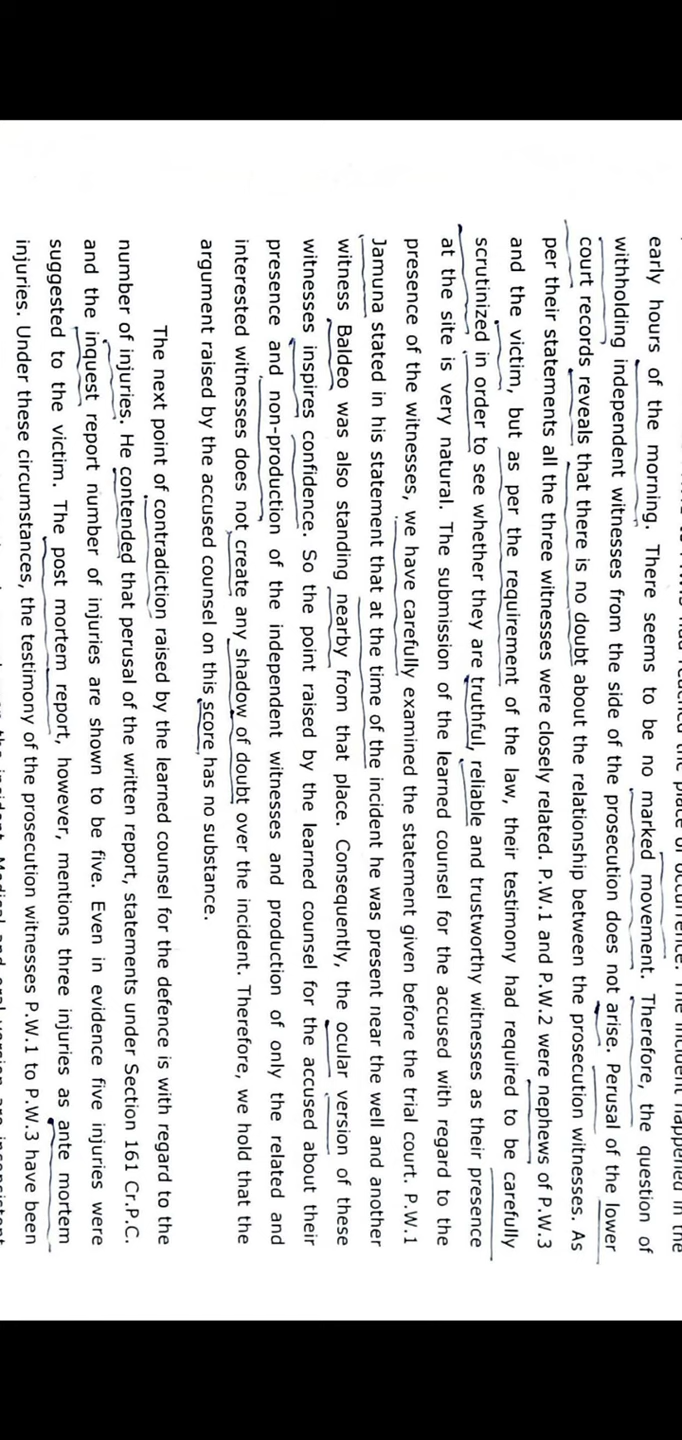 the place of occurrence. The incident happened in the
early hours of the morning. There seems to be no marked movement. Therefore, the question of
withholding independent witnesses from the side of the prosecution does not arise. Perusal of the lower
court records reveals that there is no doubt about the relationship between the prosecution witnesses. As
per their statements all the three witnesses were closely related. P.W.1 and P.W.2 were nephews of P.W.3
and the victim, but as per the requirement of the law, their testimony had required to be carefully
scrutinized in order to see whether they are truthful, reliable and trustworthy witnesses as their presence
at the site is very natural. The submission of the learned counsel for the accused with regard to the
presence of the witnesses, we have carefully examined the statement given before the trial court. P.W.1
Jamuna stated in his statement that at the time of the incident he was present near the well and another
witness Baldeo was also standing nearby from that place. Consequently, the ocular version of these
witnesses inspires confidence. So the point raised by the learned counsel for the accused about their
presence and non-production of the independent witnesses and production of only the related and
interested witnesses does not create any shadow of doubt over the incident. Therefore, we hold that the
argument raised by the accused counsel on this score has no substance.
The next point of contradiction raised by the learned counsel for the defence is with regard to the
number of injuries. He contended that perusal of the written report, statements under Section 161 Cr.P.C.
and the inquest report number of injuries are shown to be five. Even in evidence five injuries were
suggested to the victim. The post mortem report, however, mentions three injuries as ante mortem
injuries. Under these circumstances, the testimony of the prosecution witnesses P.W.1 to P.W.3 have been